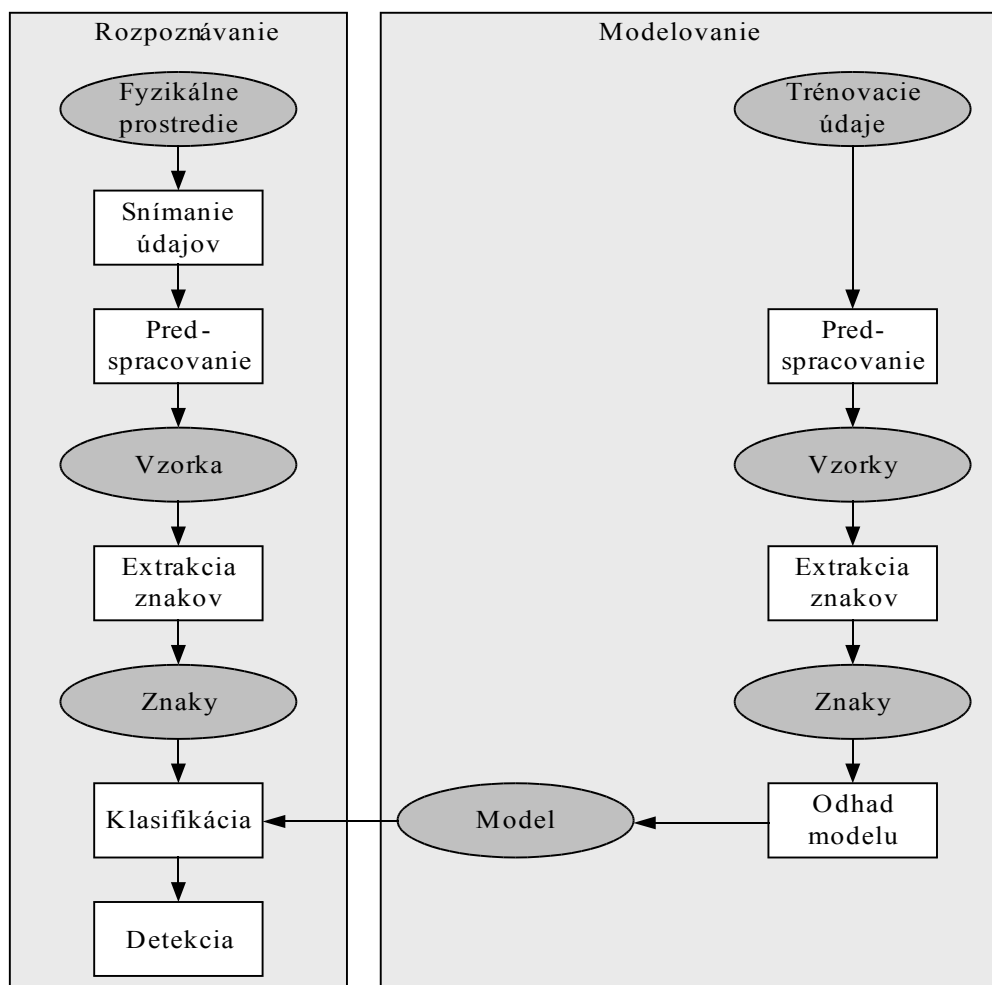 Rozpoznávanie
Fyzikálne
prostredie
Snímanie
údajov
Pred-
spracovanie
Vzorka
Extrakcia
znakov
Znaky
Klasifikácia
Detekcia
Modelovanie
Trénovacie
údaje
Pred-
spracovanie
Vzorky
Extrakcia
znakov
Znaky
Odhad
modelu
Model